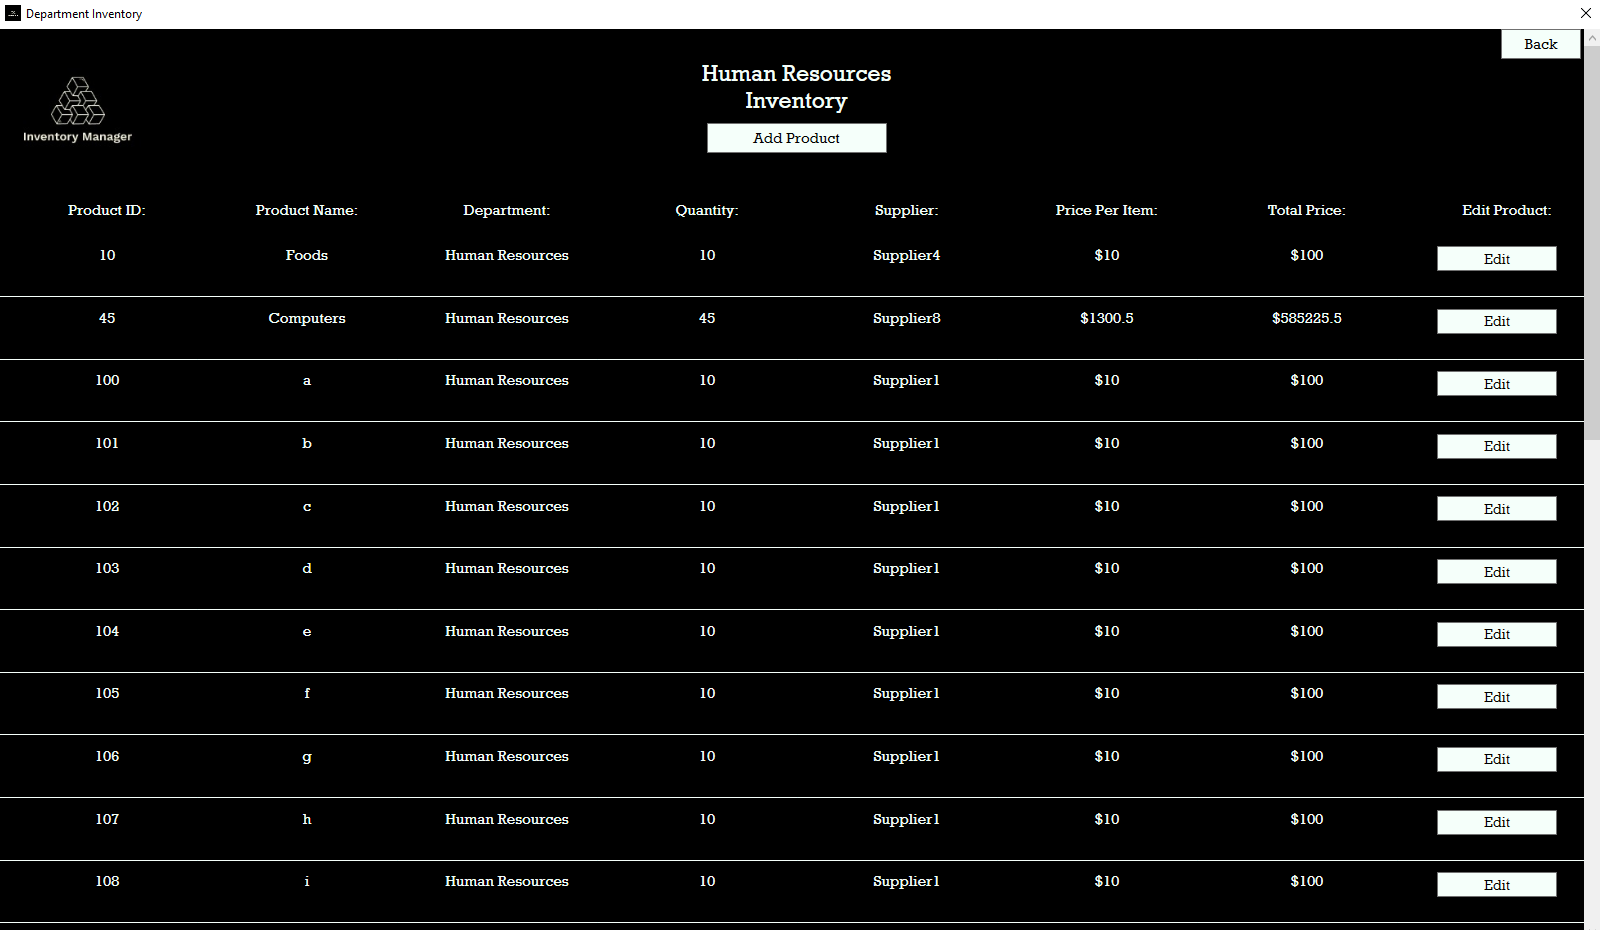 Department Inventory
Back
Human Resources
Inventory
Inventory Manager
Add Product
Product ID: Product Name: Department: Quantity: Supplier: Price Per Item: Total Price: Edit Product:
10 Foods Human Resources 10 Supplier4 $10 $100 Edit
45 Computers Human Resources 45 Supplier8 $1300.5 $585225.5 Edit
100 a Human Resources 10 Supplier1 $10 $100 Edit
101 b Human Resources 10 Supplier1 $10 $100 Edit
102 c Human Resources 10 Supplier1 $10 $100 Edit
103 d Human Resources 10 Supplier1 $10 $100 Edit
104 e Human Resources 10 Supplier1 $10 $100 Edit
105 f Human Resources 10 Supplier1 $10 $100 Edit
106 g Human Resources 10 Supplier1 $10 $100 Edit
107 h Human Resources 10 Supplier1 $10 $100 Edit
108 i Human Resources 10 Supplier1 $10 $100 Edit